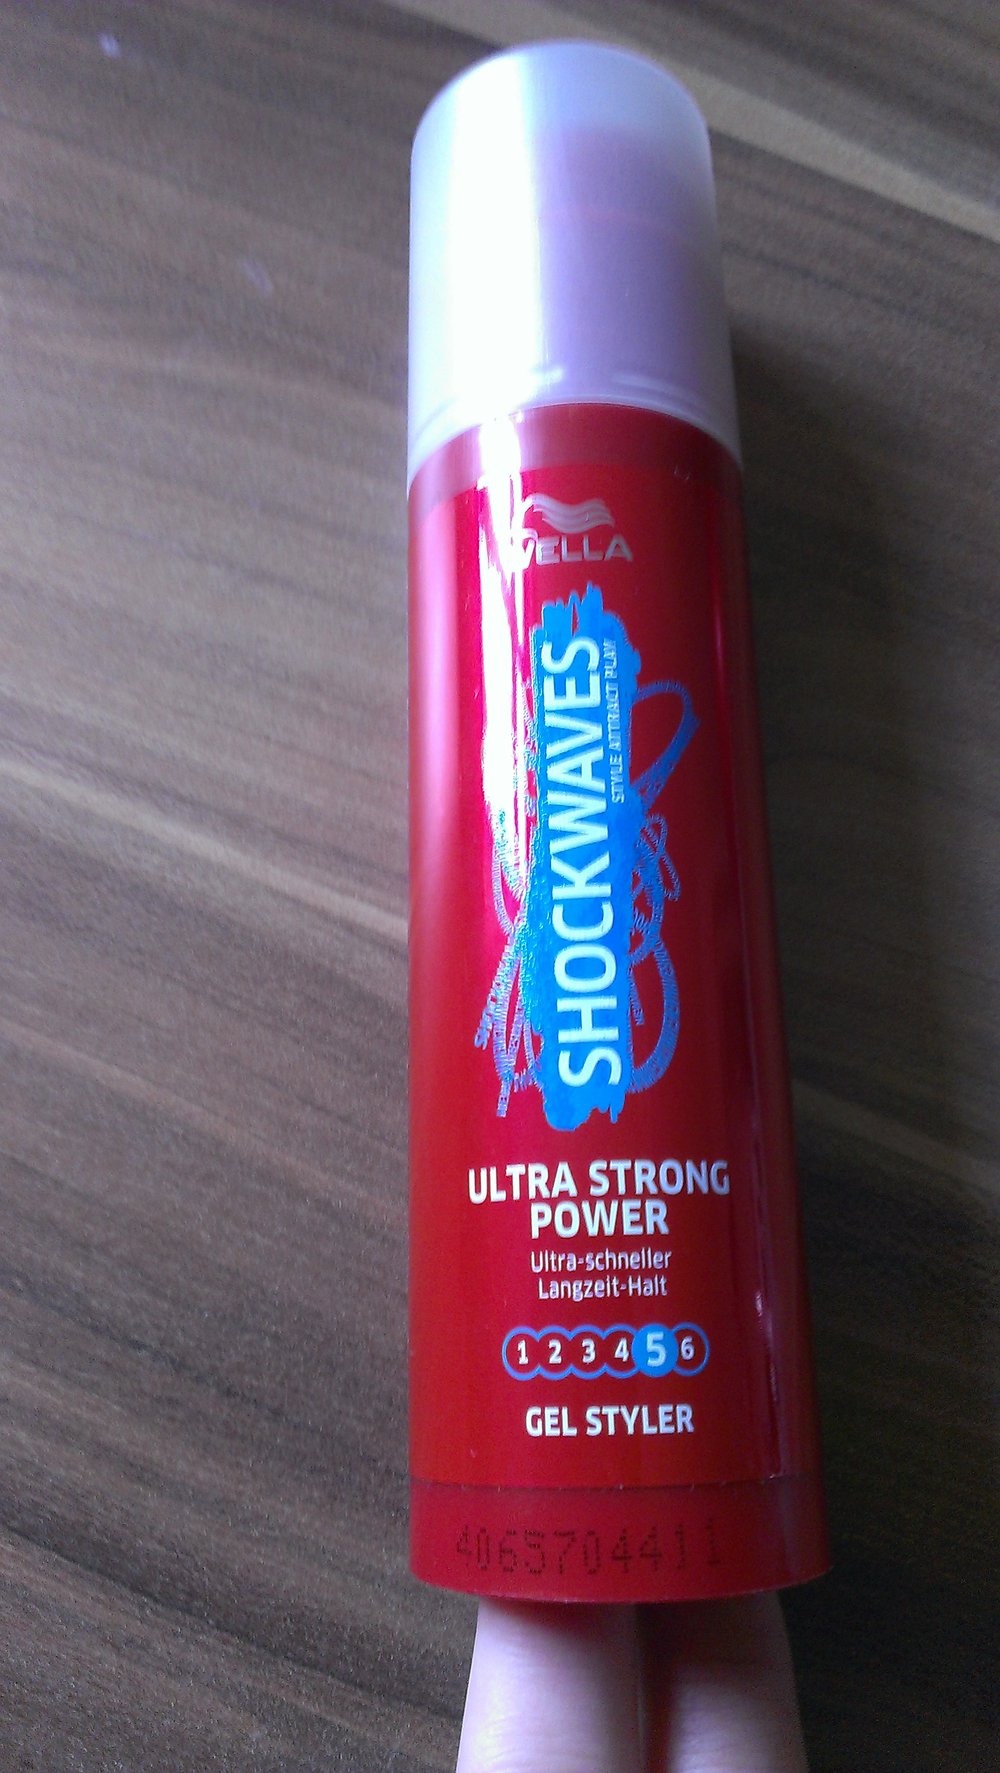 WELLA
SHOCKWAVES
STYLE ATTRACT PLAY
ULTRA STRONG
POWER
Ultra-schneller
Langzeit-Halt
1 2 3 4 5 6
GEL STYLER
4065704411